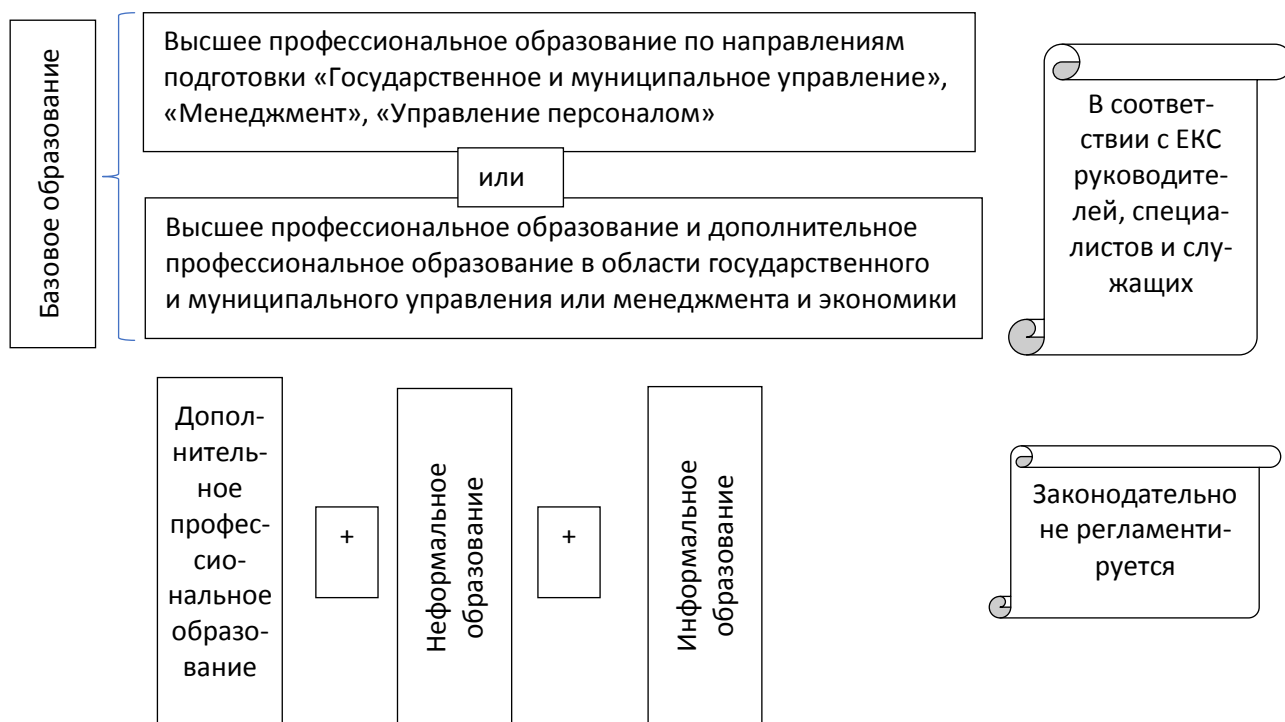 Базовое образование
Высшее профессиональное образование по направлениям
подготовки «Государственное и муниципальное управление»,
«Менеджмент», «Управление персоналом»
или
Высшее профессиональное образование и дополнительное
профессиональное образование в области государственного
и муниципального управления или менеджмента и экономики
В соответ-
ствии с ЕКС
руководите-
лей, специа-
листов и слу-
жащих
Допол-
нитель-
ное
профес-
сио-
нальное
образо-
вание
+
Неформальное
образование
+
Информальное
образование
Законодательно
не регламенти-
руется